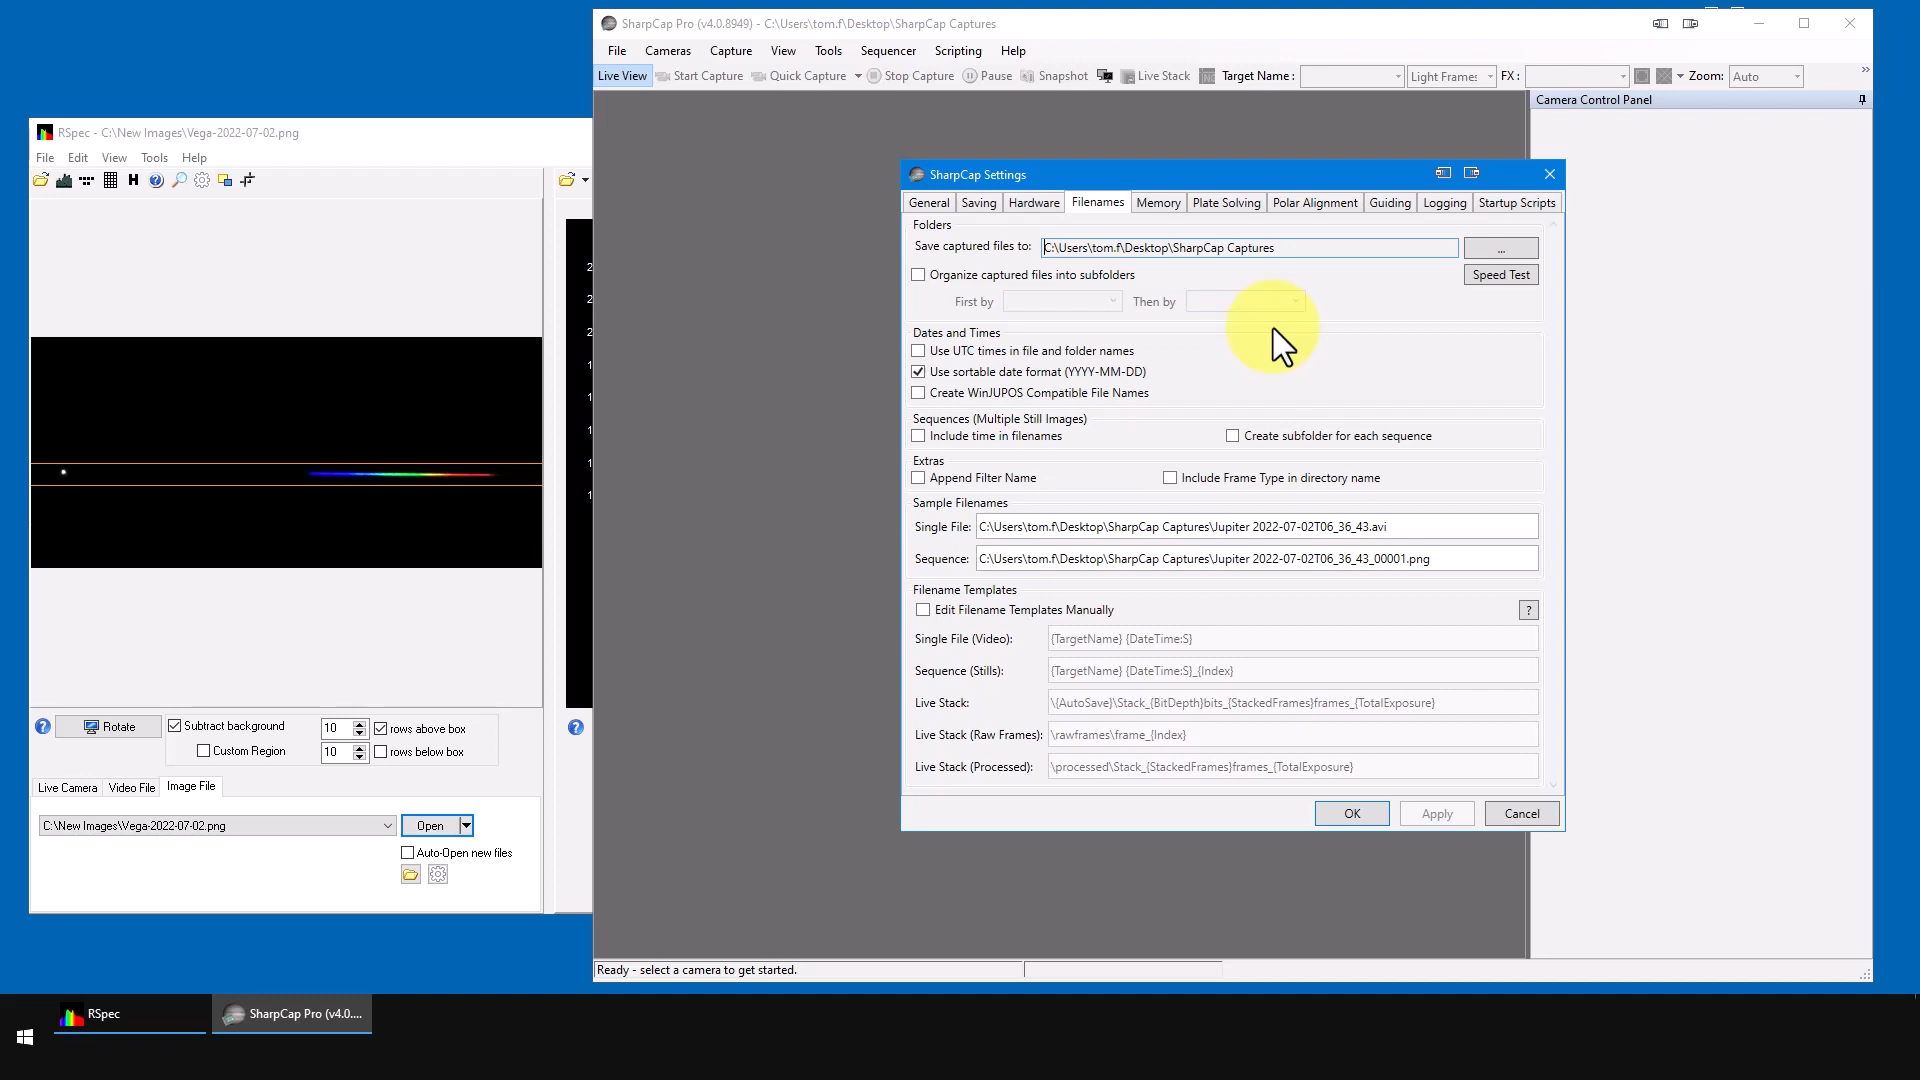 SharpCap Pro (v4.0.8949) - C:\Users\tom.f\Desktop\SharpCap Captures
File Cameras Capture View Tools Sequencer Scripting Help
Live View Start Capture Quick Capture Stop Capture Pause Snapshot Live Stack Target Name : Light Frames FX : Zoom: Auto
Camera Control Panel
RSpec - C:\New Images\Vega-2022-07-02.png
File Edit View Tools Help
H
SharpCap Settings
General Saving Hardware Filenames Memory Plate Solving Polar Alignment Guiding Logging Startup Scripts
Folders
Save captured files to: C:\Users\tom.f\Desktop\SharpCap Captures ...
Organize captured files into subfolders Speed Test
First by Then by
Dates and Times
Use UTC times in file and folder names
Use sortable date format (YYYY-MM-DD)
Create WinJUPOS Compatible File Names
Sequences (Multiple Still Images)
Include time in filenames Create subfolder for each sequence
Extras
Append Filter Name Include Frame Type in directory name
Sample Filenames
Single File: C:\Users\tom.f\Desktop\SharpCap Captures\Jupiter 2022-07-02T06_36_43.avi
Sequence: C:\Users\tom.f\Desktop\SharpCap Captures\Jupiter 2022-07-02T06_36_43_00001.png
Filename Templates
Edit Filename Templates Manually ?
Single File (Video): {TargetName} {DateTime:S}
Sequence (Stills): {TargetName} {DateTime:S}_{Index}
Live Stack: \{AutoSave}\Stack_{BitDepth}bits_{StackedFrames}frames_{TotalExposure}
Live Stack (Raw Frames): \rawframes\frame_{Index}
Live Stack (Processed): \processed\Stack_{StackedFrames}frames_{TotalExposure}
OK Apply Cancel
2
2
2
1
1
1
1
1
Rotate Subtract background 10 rows above box
Custom Region 10 rows below box
Live Camera Video File Image File
C:\New Images\Vega-2022-07-02.png Open
Auto-Open new files
Ready - select a camera to get started.
RSpec SharpCap Pro (v4.0....